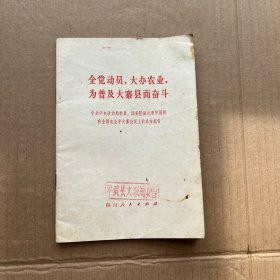 全党动员，大办农业，
为普及大寨县而奋斗
中共中央政治局委员、国务院副总理华国锋
在全国农业学大寨会议上的总结报告
四川人民出版社